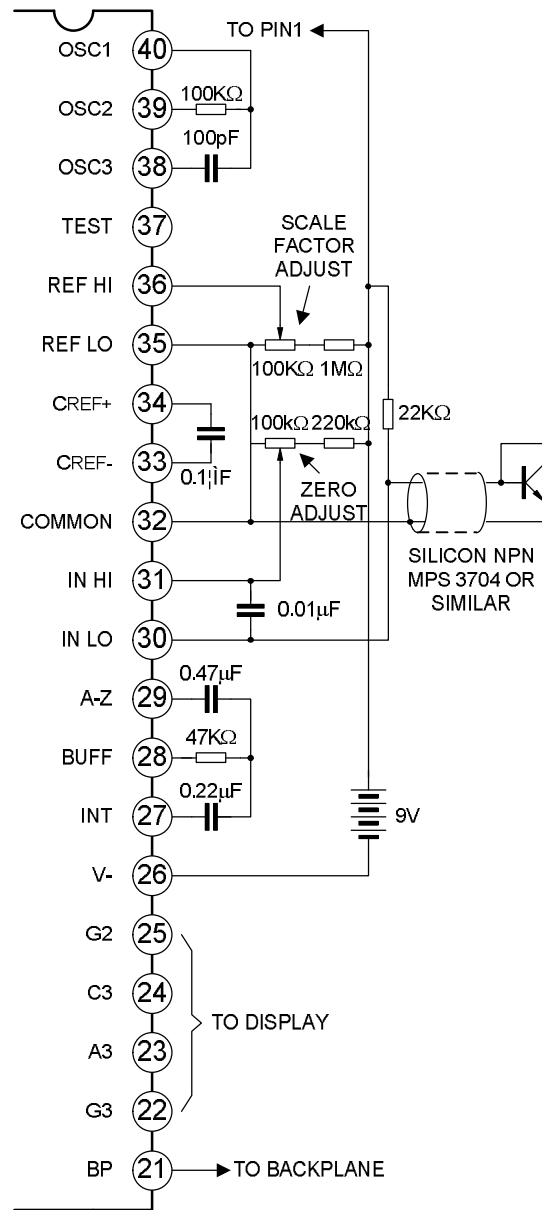 TO PIN1
OSC1 40
OSC2 39 100KΩ
100pF
OSC3 38
TEST 37
SCALE
FACTOR
ADJUST
REF HI 36
REF LO 35
100KΩ 1MΩ
CREF+ 34
100kΩ 220kΩ
22KΩ
CREF- 33
0.1¦ÌF
ZERO
ADJUST
COMMON 32
SILICON NPN
MPS 3704 OR
SIMILAR
IN HI 31
0.01µF
IN LO 30
0.47µF
A-Z 29
47KΩ
BUFF 28
0.22µF
INT 27
9V
V- 26
G2 25
C3 24
TO DISPLAY
A3 23
G3 22
BP 21 TO BACKPLANE